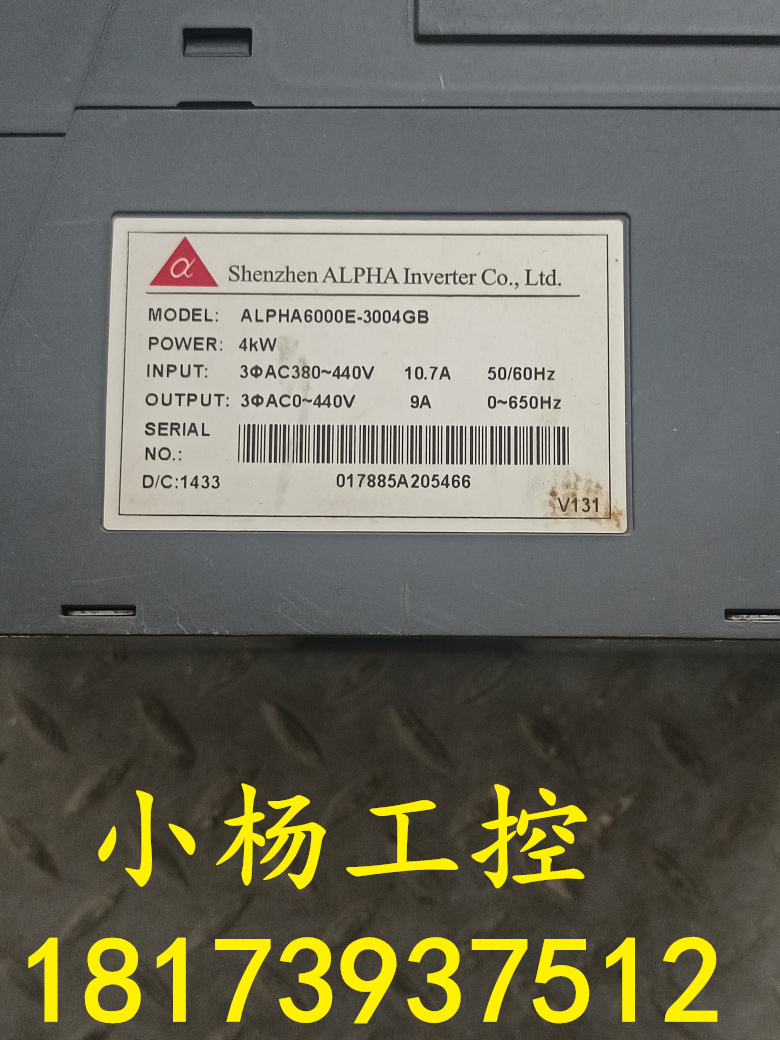 α Shenzhen ALPHA Inverter Co., Ltd.
MODEL: ALPHA6000E-3004GB
POWER: 4kW
INPUT: 3ΦAC380~440V 10.7A 50/60Hz
OUTPUT: 3ΦAC0~440V 9A 0~650Hz
SERIAL
NO.:
D/C:1433 017885A205466
V131
小杨工控
18173937512